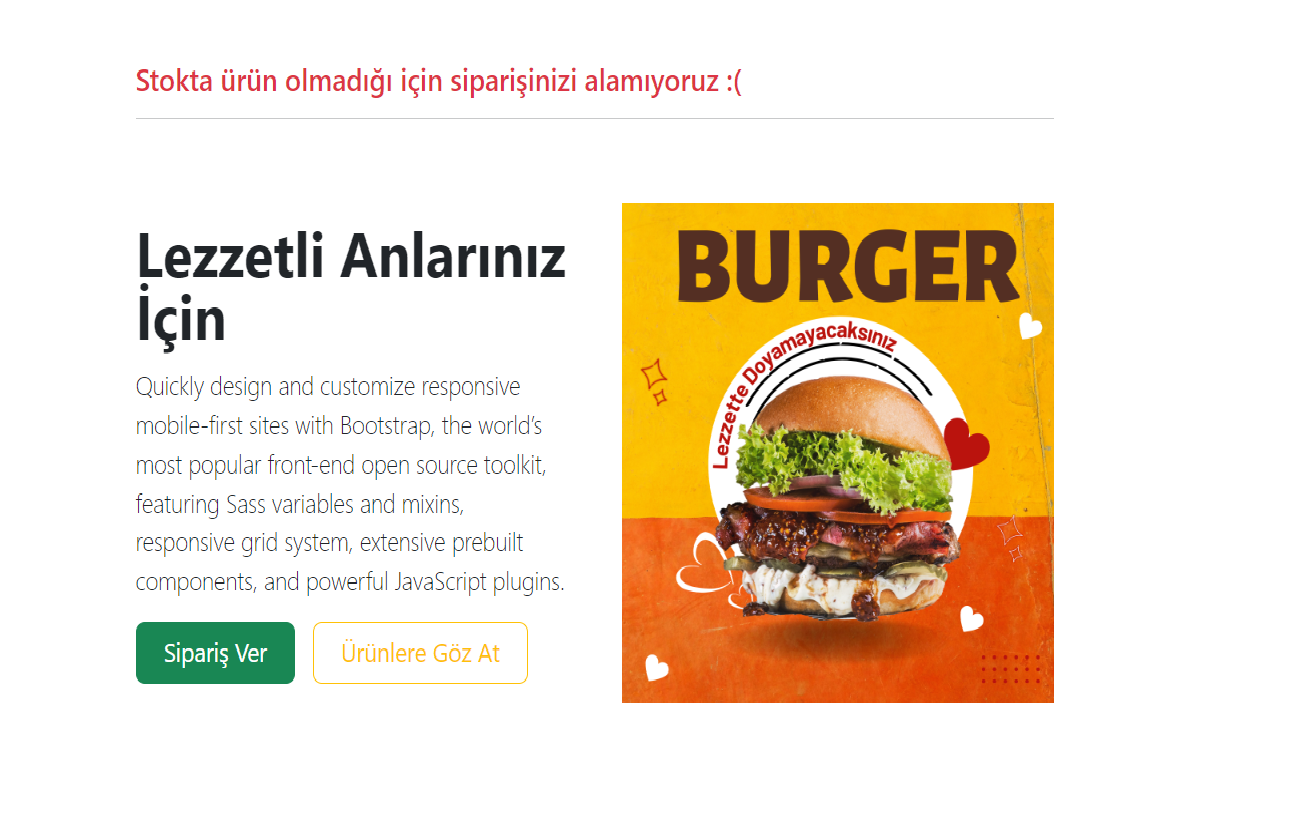 Stokta ürün olmadığı için siparişinizi alamıyoruz :(
Lezzetli Anlarınız
İçin
Quickly design and customize responsive
mobile-first sites with Bootstrap, the world’s
most popular front-end open source toolkit,
featuring Sass variables and mixins,
responsive grid system, extensive prebuilt
components, and powerful JavaScript plugins.
Sipariş Ver
Ürünlere Göz At
BURGER
Lezzette Doyamayacaksınız